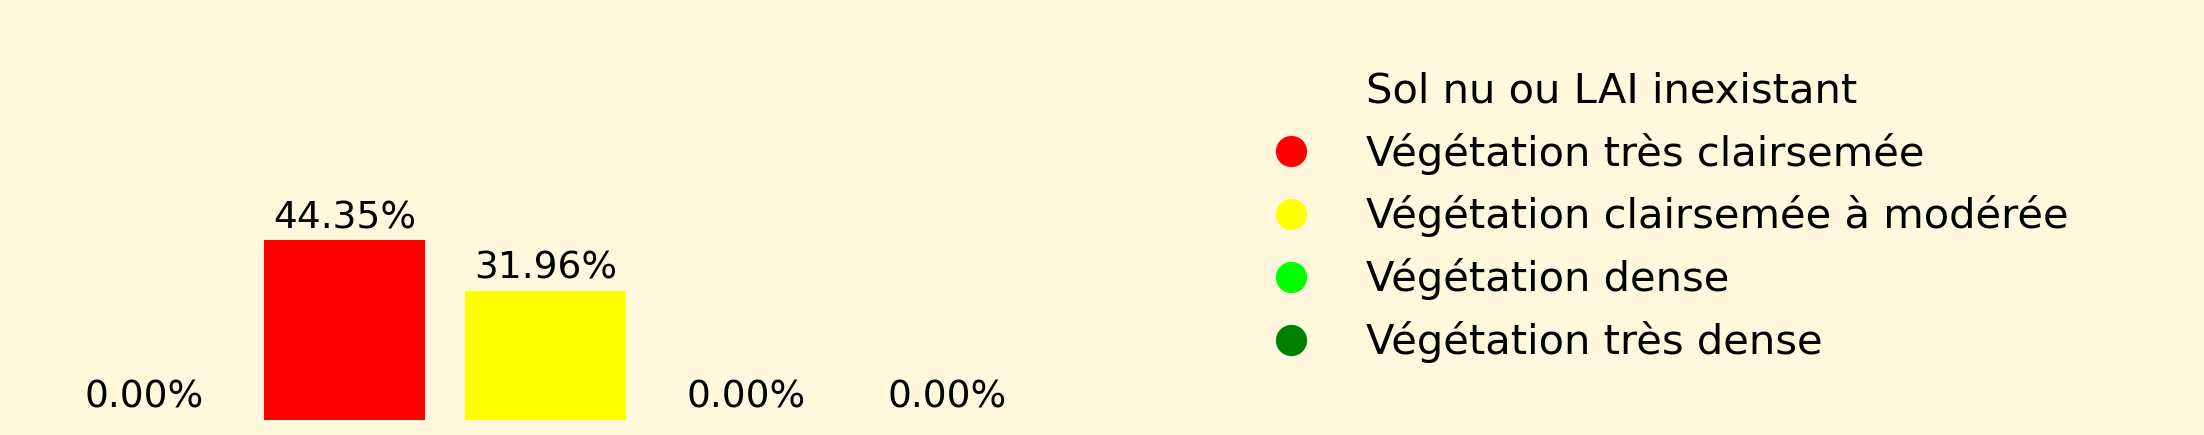 44.35%
31.96%
0.00%
0.00%
0.00%
Sol nu ou LAI inexistant
Végétation très clairsemée
Végétation clairsemée à modérée
Végétation dense
Végétation très dense